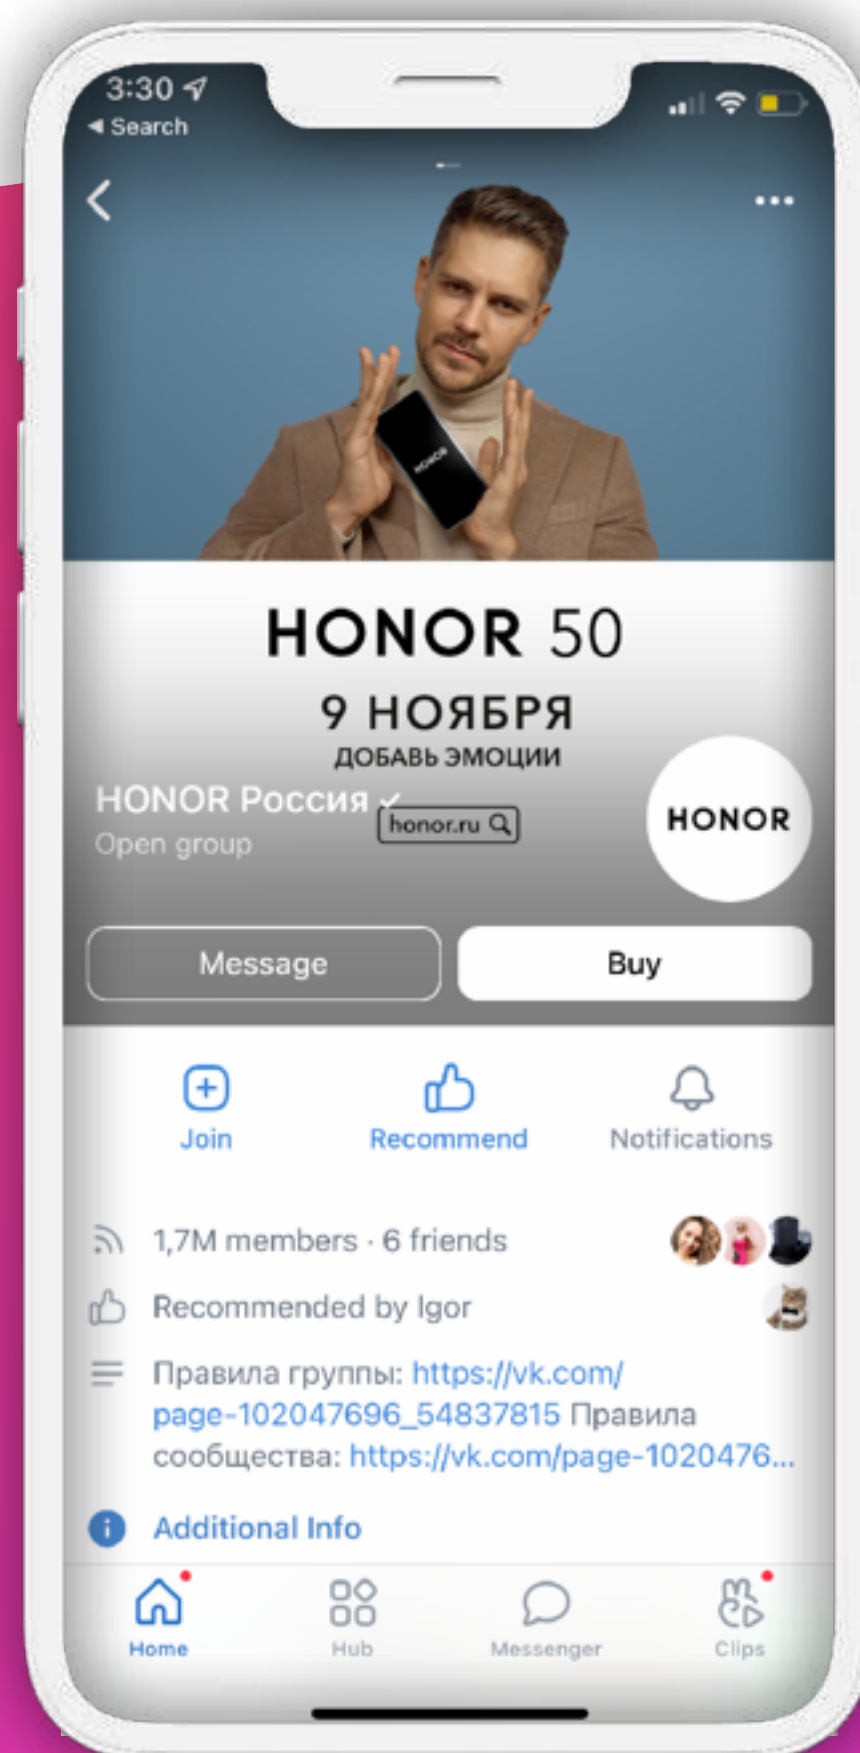 3:30
Search
HONOR
HONOR 50
9 НОЯБРЯ
ДОБАВЬ ЭМОЦИИ
HONOR Россия
honor.ru
Open group
HONOR
Message
Buy
Join
Recommend
Notifications
1,7M members · 6 friends
Recommended by Igor
Правила группы: https://vk.com/
page-102047696_54837815 Правила
сообщества: https://vk.com/page-1020476...
Additional Info
Home
Hub
Messenger
Clips